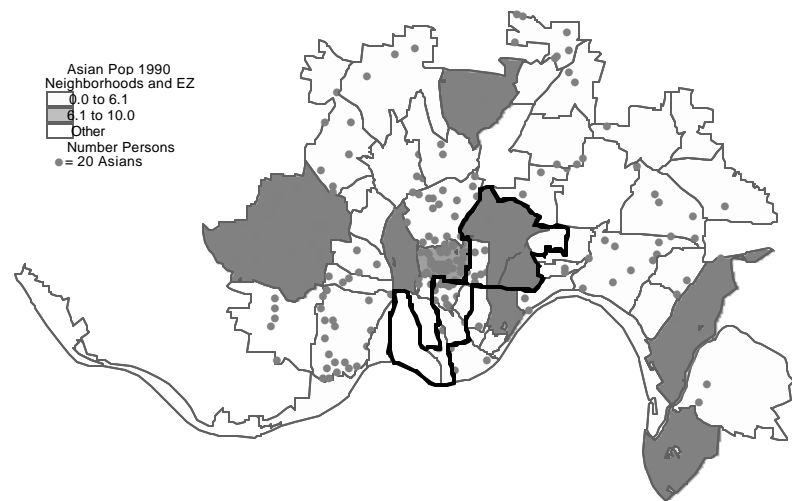 Asian Pop 1990
Neighborhoods and EZ
0.0 to 6.1
6.1 to 10.0
Other
Number Persons
= 20 Asians